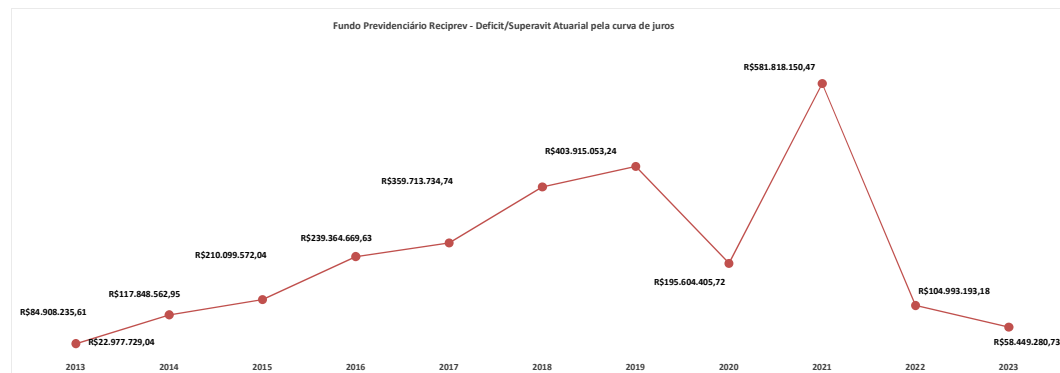 Fundo Previdenciário Reciprev - Deficit/Superavit Atuarial pela curva de juros
R$581.818.150,47
R$403.915.053,24
R$359.713.734,74
R$239.364.669,63
R$210.099.572,04
R$195.604.405,72
R$117.848.562,95
R$104.993.193,18
R$84.908.235,61
R$22.977.729,04
R$58.449.280,73
2013 2014 2015 2016 2017 2018 2019 2020 2021 2022 2023